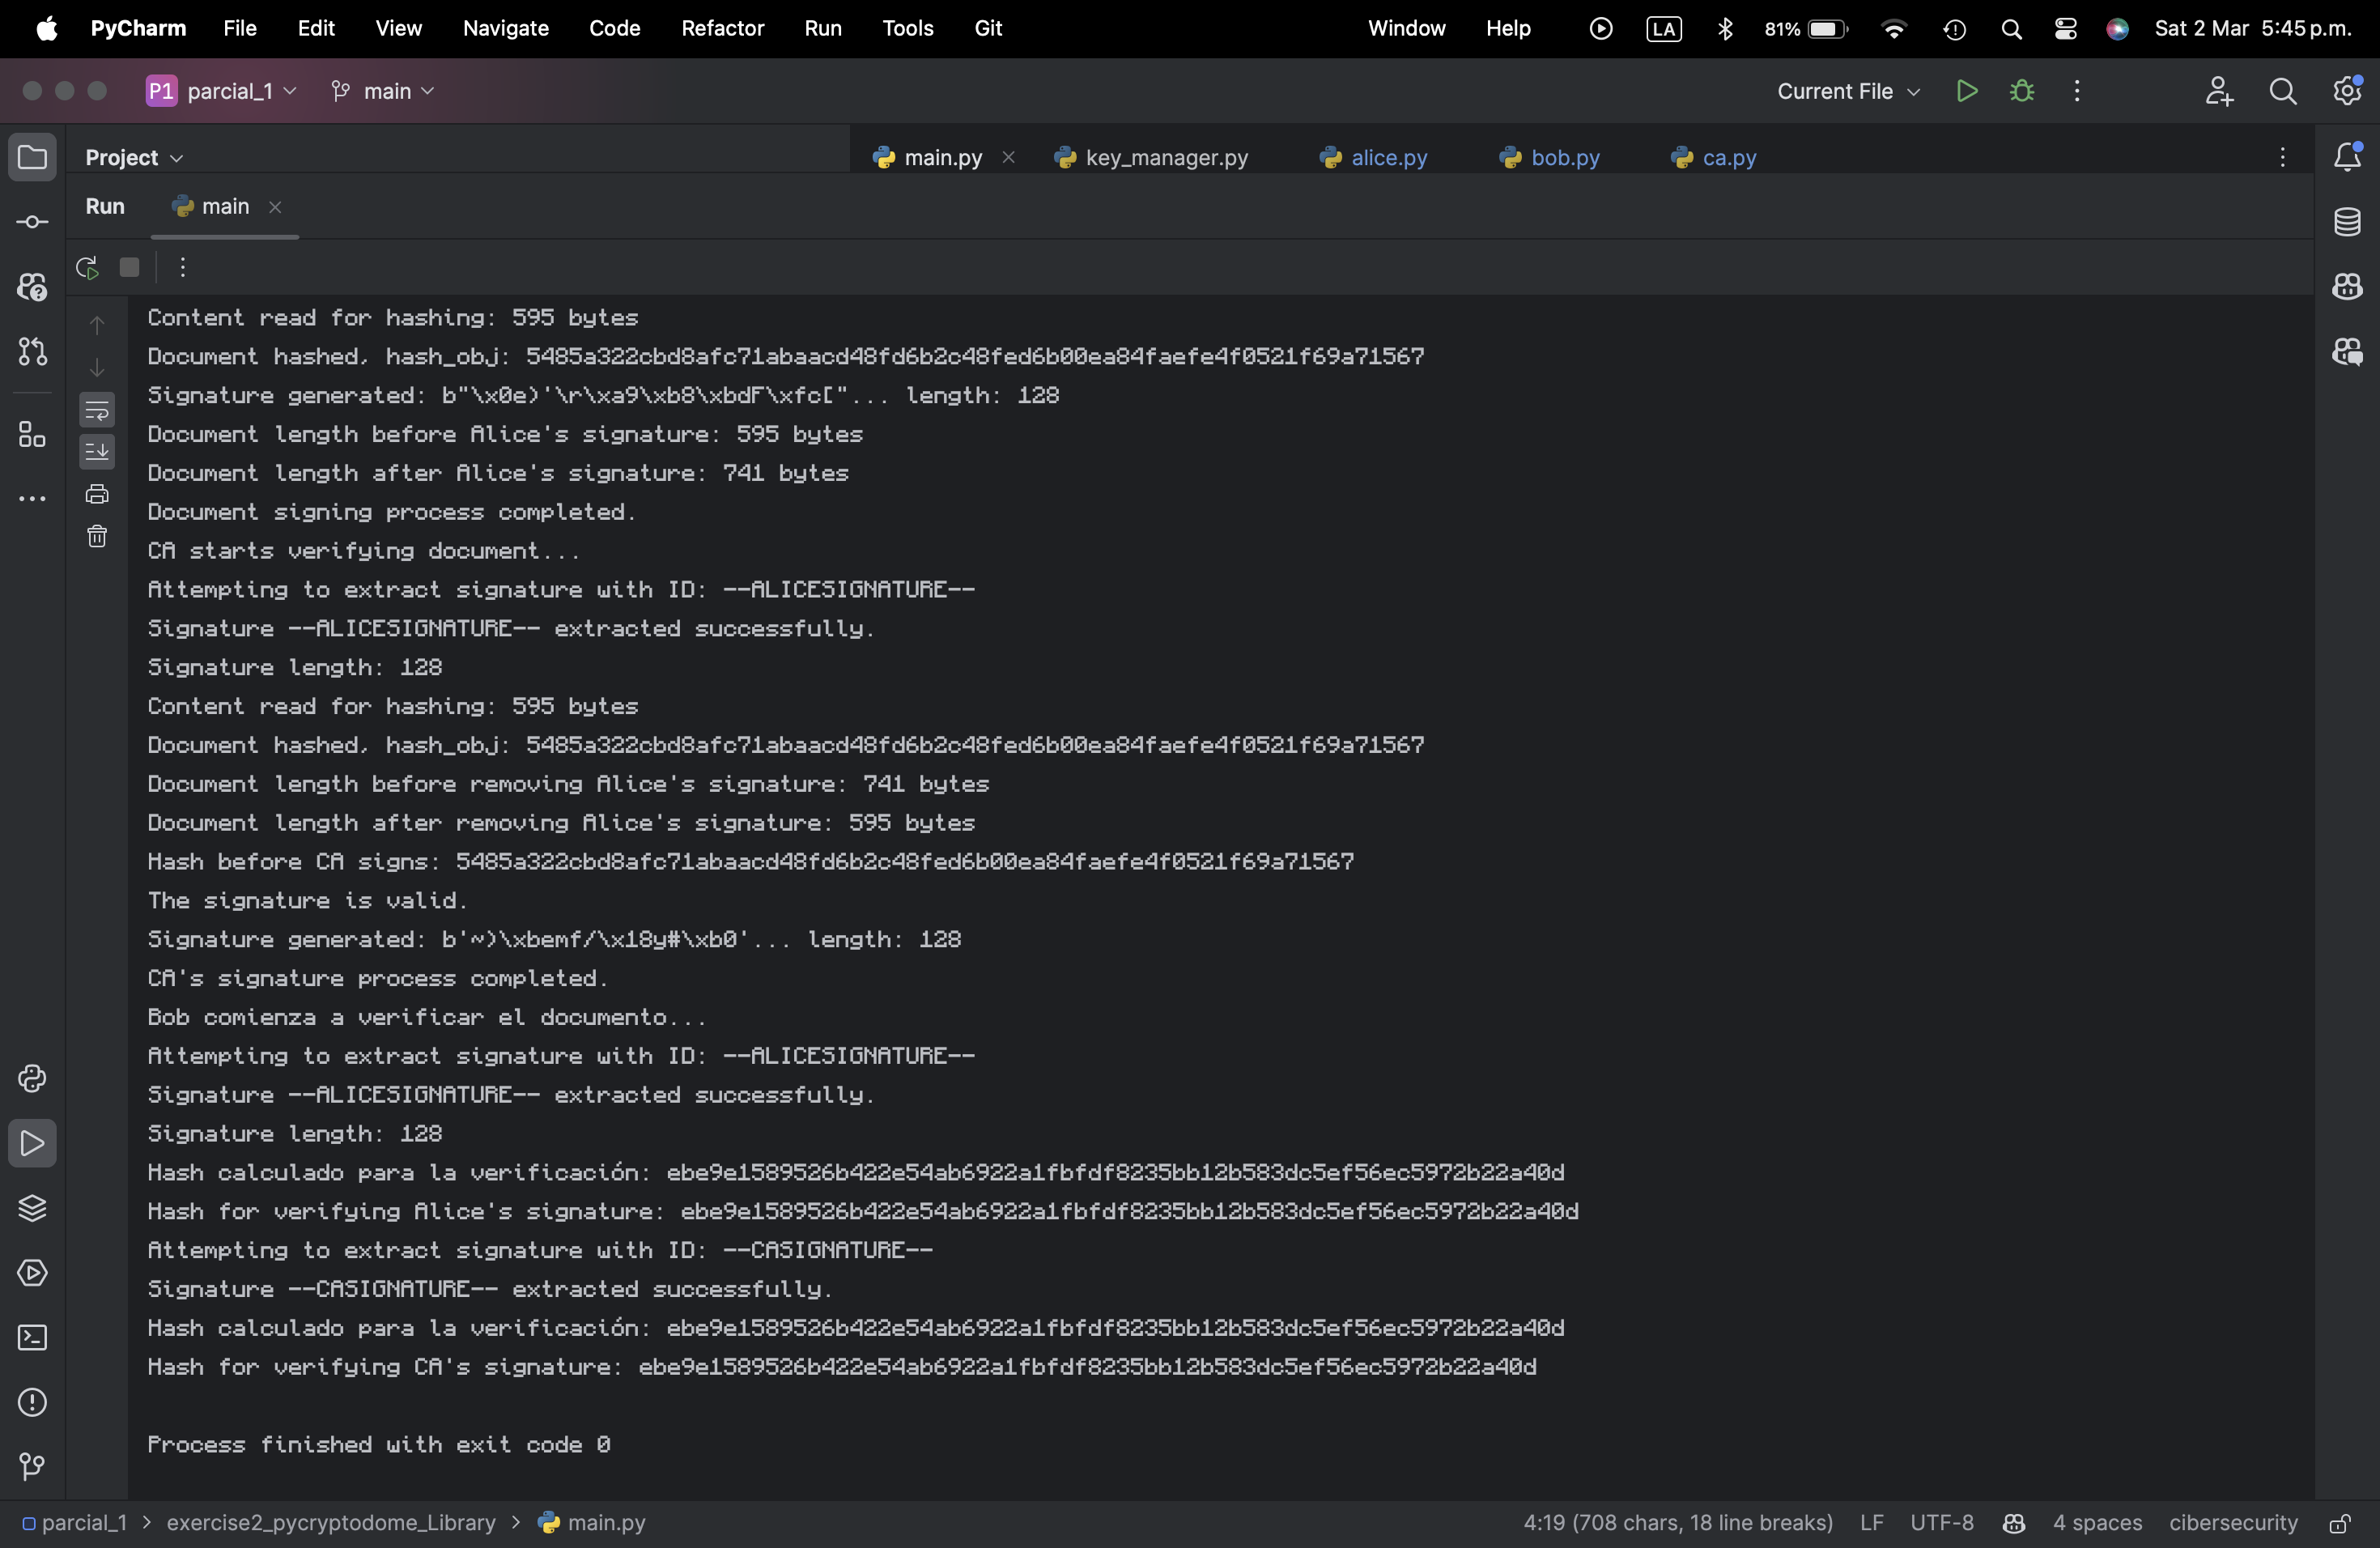 PyCharm File Edit View Navigate Code Refactor Run Tools Git Window Help LA 81% Sat 2 Mar 5:45 p.m.
P1 parcial_1 main Current File
Project main.py key_manager.py alice.py bob.py ca.py
Run main
Content read for hashing: 595 bytes
Document hashed, hash_obj: 5485a322cbd8afc71abaacd48fd6b2c48fed6b00ea84faefe4f0521f69a71567
Signature generated: b"\x0e)'\r\xa9\xb8\xbdF\xfc["... length: 128
Document length before Alice's signature: 595 bytes
Document length after Alice's signature: 741 bytes
Document signing process completed.
CA starts verifying document...
Attempting to extract signature with ID: --ALICESIGNATURE--
Signature --ALICESIGNATURE-- extracted successfully.
Signature length: 128
Content read for hashing: 595 bytes
Document hashed, hash_obj: 5485a322cbd8afc71abaacd48fd6b2c48fed6b00ea84faefe4f0521f69a71567
Document length before removing Alice's signature: 741 bytes
Document length after removing Alice's signature: 595 bytes
Hash before CA signs: 5485a322cbd8afc71abaacd48fd6b2c48fed6b00ea84faefe4f0521f69a71567
The signature is valid.
Signature generated: b'~)\xbemf/\x18y#\xb0'... length: 128
CA's signature process completed.
Bob comienza a verificar el documento...
Attempting to extract signature with ID: --ALICESIGNATURE--
Signature --ALICESIGNATURE-- extracted successfully.
Signature length: 128
Hash calculado para la verificación: ebe9e1589526b422e54ab6922a1fbfdf8235bb12b583dc5ef56ec5972b22a40d
Hash for verifying Alice's signature: ebe9e1589526b422e54ab6922a1fbfdf8235bb12b583dc5ef56ec5972b22a40d
Attempting to extract signature with ID: --CASIGNATURE--
Signature --CASIGNATURE-- extracted successfully.
Hash calculado para la verificación: ebe9e1589526b422e54ab6922a1fbfdf8235bb12b583dc5ef56ec5972b22a40d
Hash for verifying CA's signature: ebe9e1589526b422e54ab6922a1fbfdf8235bb12b583dc5ef56ec5972b22a40d
Process finished with exit code 0
parcial_1 > exercise2_pycryptodome_Library > main.py 4:19 (708 chars, 18 line breaks) LF UTF-8 4 spaces cibersecurity